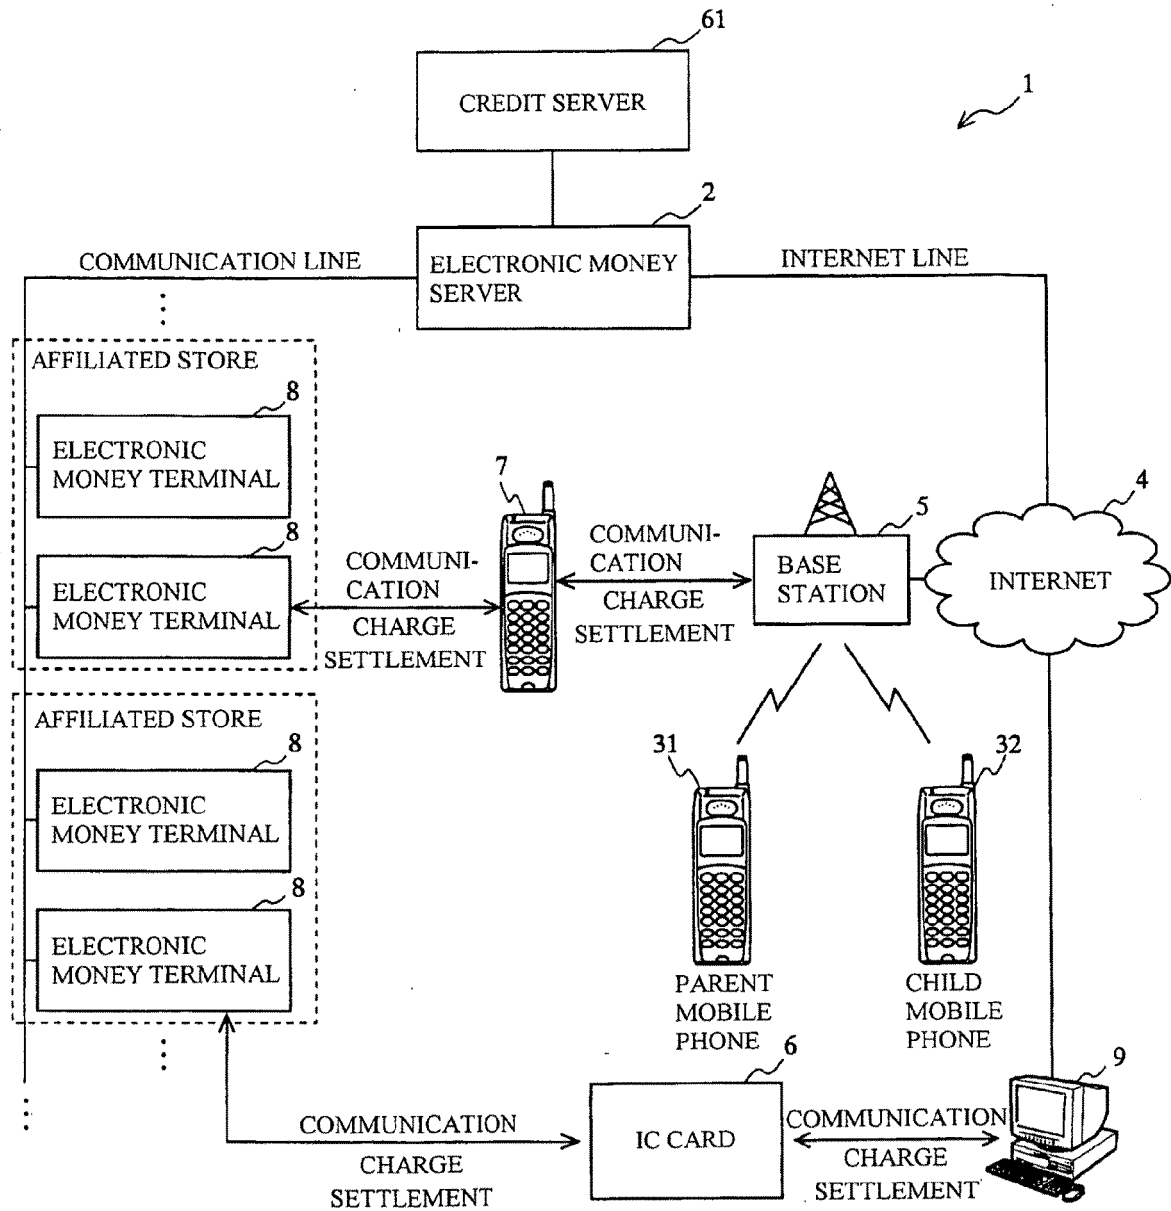 61
CREDIT SERVER
1
2
COMMUNICATION LINE
ELECTRONIC MONEY
SERVER
INTERNET LINE
AFFILIATED STORE
8
ELECTRONIC
MONEY TERMINAL
8
ELECTRONIC
MONEY TERMINAL
COMMUNI-
CATION
CHARGE
SETTLEMENT
7
COMMUNI-
CATION
CHARGE
SETTLEMENT
5
BASE
STATION
4
INTERNET
AFFILIATED STORE
8
ELECTRONIC
MONEY TERMINAL
8
ELECTRONIC
MONEY TERMINAL
31
PARENT
MOBILE
PHONE
32
CHILD
MOBILE
PHONE
COMMUNICATION
CHARGE
SETTLEMENT
6
IC CARD
COMMUNICATION
CHARGE
SETTLEMENT
9